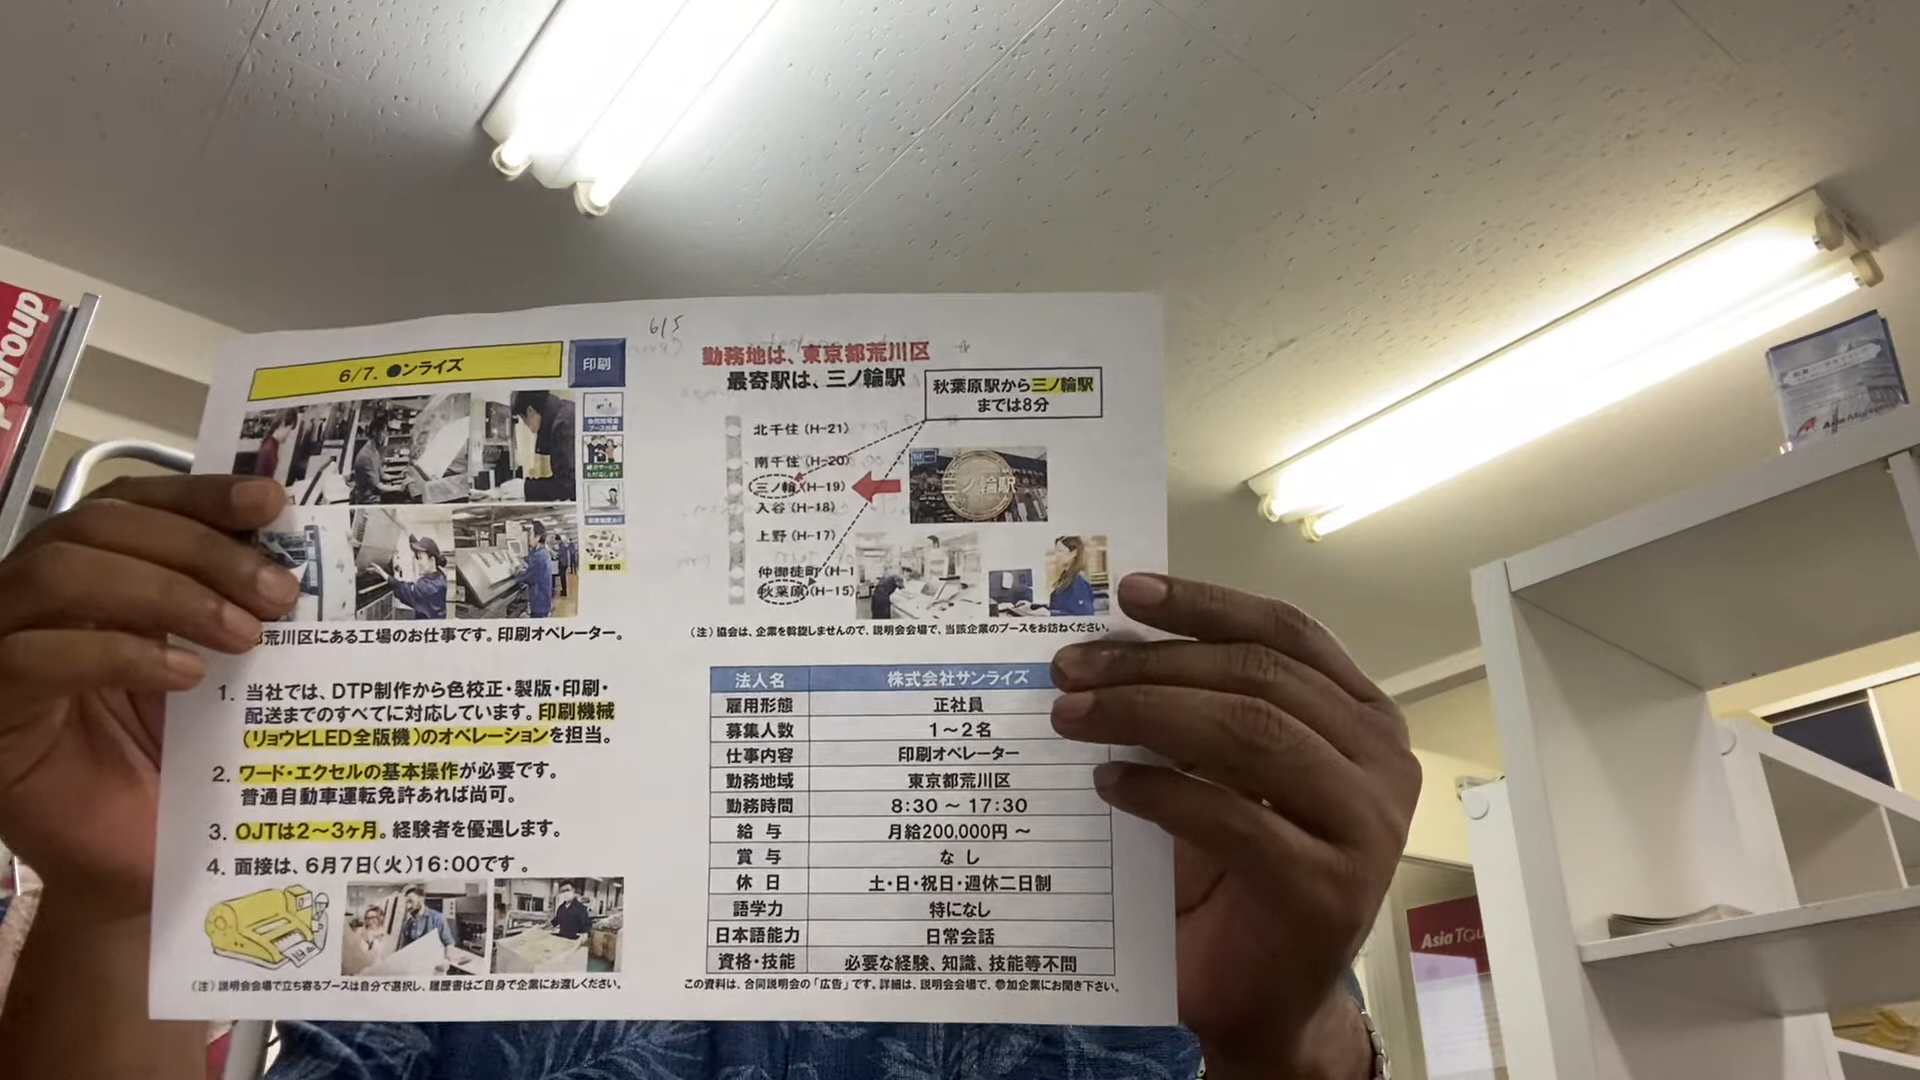 6/5
6/7. ●ンライズ
印刷
東京就労
都荒川区にある工場のお仕事です。印刷オペレーター。
1. 当社では、DTP制作から色校正・製版・印刷・
配送までのすべてに対応しています。印刷機械
(リョウビLED全版機)のオペレーションを担当。
2. ワード・エクセルの基本操作が必要です。
普通自動車運転免許あれば尚可。
3. OJTは2〜3ヶ月。経験者を優遇します。
4. 面接は、6月7日(火)16:00です 。
(注)説明会会場で立ち寄るブースは自分で選択し、履歴書はご自身で企業にお渡しください。
勤務地は、東京都荒川区
最寄駅は、三ノ輪駅
秋葉原駅から三ノ輪駅
までは8分
北千住 (H-21)
南千住 (H-20)
三ノ輪 (H-19)
入谷 (H-18)
上野 (H-17)
仲御徒町 (H-1
秋葉原 (H-15)
三ノ輪駅
(注)協会は、企業を斡旋しませんので、説明会会場で、当該企業のブースをお訪ねください。
法人名 株式会社サンライズ
雇用形態 正社員
募集人数 1〜2名
仕事内容 印刷オペレーター
勤務地域 東京都荒川区
勤務時間 8:30 〜 17:30
給 与 月給200,000円 〜
賞 与 な し
休 日 土・日・祝日・週休二日制
語学力 特になし
日本語能力 日常会話
資格・技能 必要な経験、知識、技能等不問
この資料は、合同説明会の「広告」です。詳細は、説明会会場で、参加企業にお聞き下さい。
Group
Asia